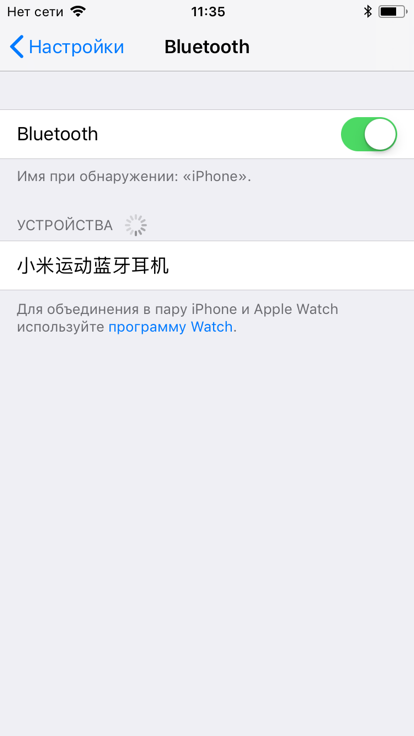 Нет сети 11:35
Настройки Bluetooth
Bluetooth
Имя при обнаружении: «iPhone».
УСТРОЙСТВА
小米运动蓝牙耳机
Для объединения в пару iPhone и Apple Watch
используйте программу Watch.